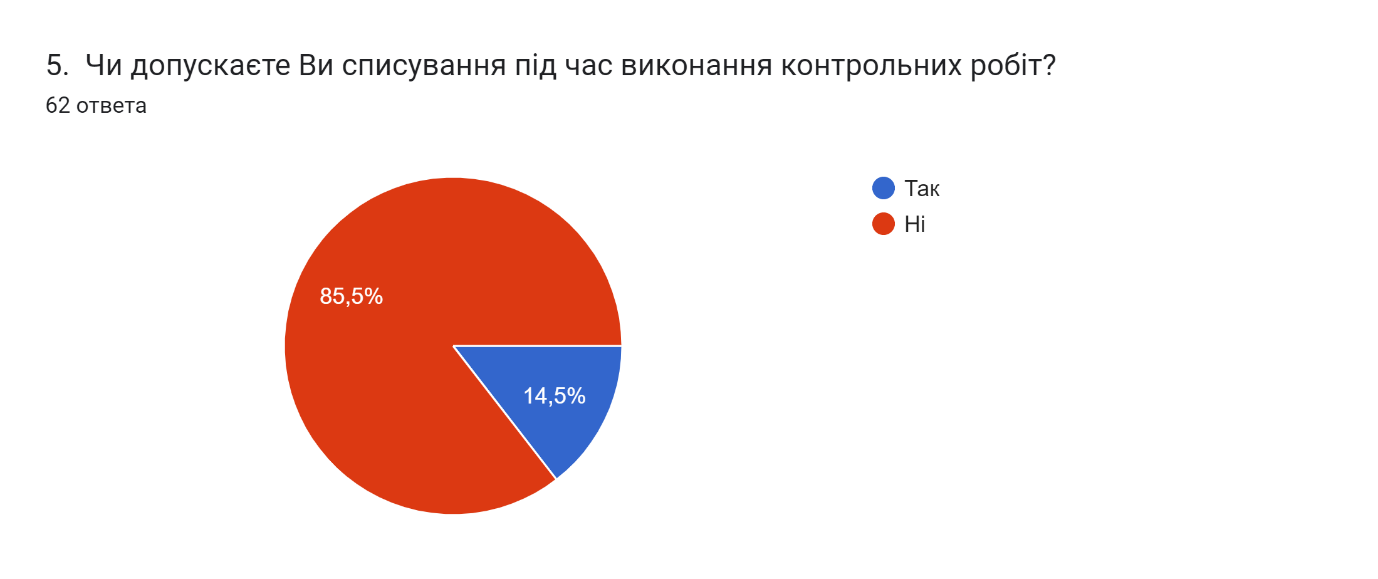 5. Чи допускаєте Ви списування під час виконання контрольних робіт?
62 ответа
Так
Ні
85,5%
14,5%